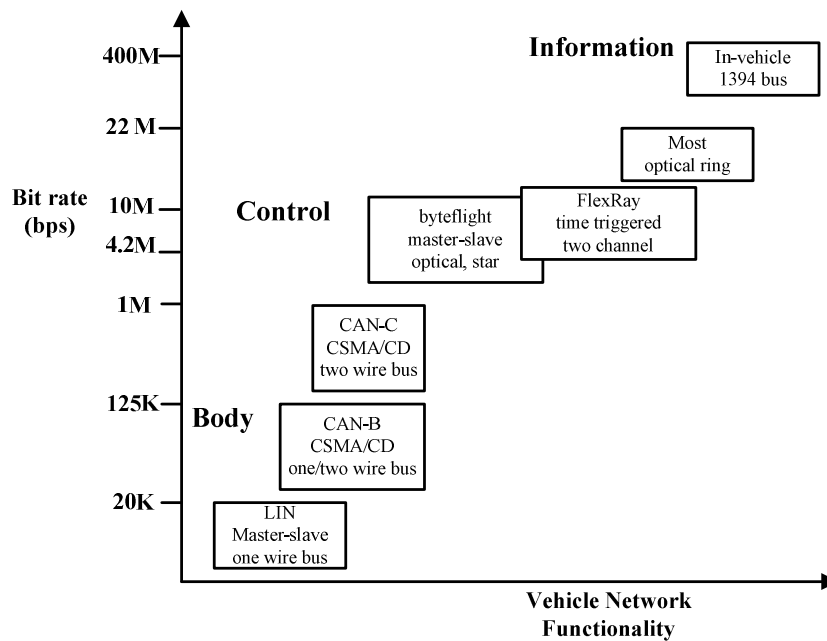 Information
400M
In-vehicle
1394 bus
22 M
Most
optical ring
Bit rate
(bps)
10M
4.2M
Control
byteflight
master-slave
optical, star
FlexRay
time triggered
two channel
1M
CAN-C
CSMA/CD
two wire bus
125K
Body
CAN-B
CSMA/CD
one/two wire bus
20K
LIN
Master-slave
one wire bus
Vehicle Network
Functionality